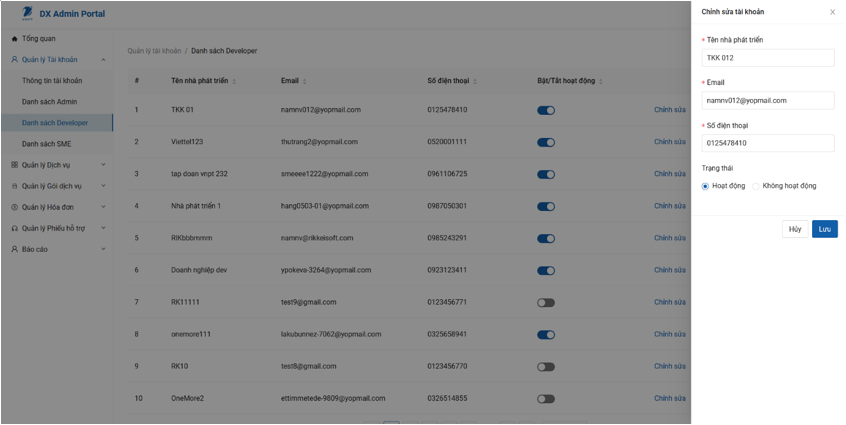 DX Admin Portal
Tổng quan
Quản lý Tài khoản
Thông tin tài khoản
Danh sách Admin
Danh sách Developer
Danh sách SME
Quản lý Dịch vụ
Quản lý Gói dịch vụ
Quản lý Hóa đơn
Quản lý Phiếu hỗ trợ
Báo cáo
Quản lý tài khoản / Danh sách Developer
# Tên nhà phát triển Email Số điện thoại Bật/Tắt hoạt động
1 TKK 01 namnv012@yopmail.com 0125478410 Chỉnh sửa
2 Viettel123 thutrang2@yopmail.com 0520001111 Chỉnh sửa
3 tap doan vnpt 232 smeeee1222@yopmail.com 0961106725 Chỉnh sửa
4 Nhà phát triển 1 hang0503-01@yopmail.com 0987050301 Chỉnh sửa
5 RIKbbbmmm namnv@rikkeisoft.com 0985243291 Chỉnh sửa
6 Doanh nghiệp dev ypokeva-3264@yopmail.com 0923123411 Chỉnh sửa
7 RK11111 test9@gmail.com 0123456771 Chỉnh sửa
8 onemore111 lakubunnez-7062@yopmail.com 0325658941 Chỉnh sửa
9 RK10 test8@gmail.com 0123456770 Chỉnh sửa
10 OneMore2 ettimmetede-9809@yopmail.com 0326514855 Chỉnh sửa
Chỉnh sửa tài khoản
* Tên nhà phát triển
TKK 012
* Email
namnv012@yopmail.com
* Số điện thoại
0125478410
Trạng thái
Hoạt động Không hoạt động
Hủy Lưu